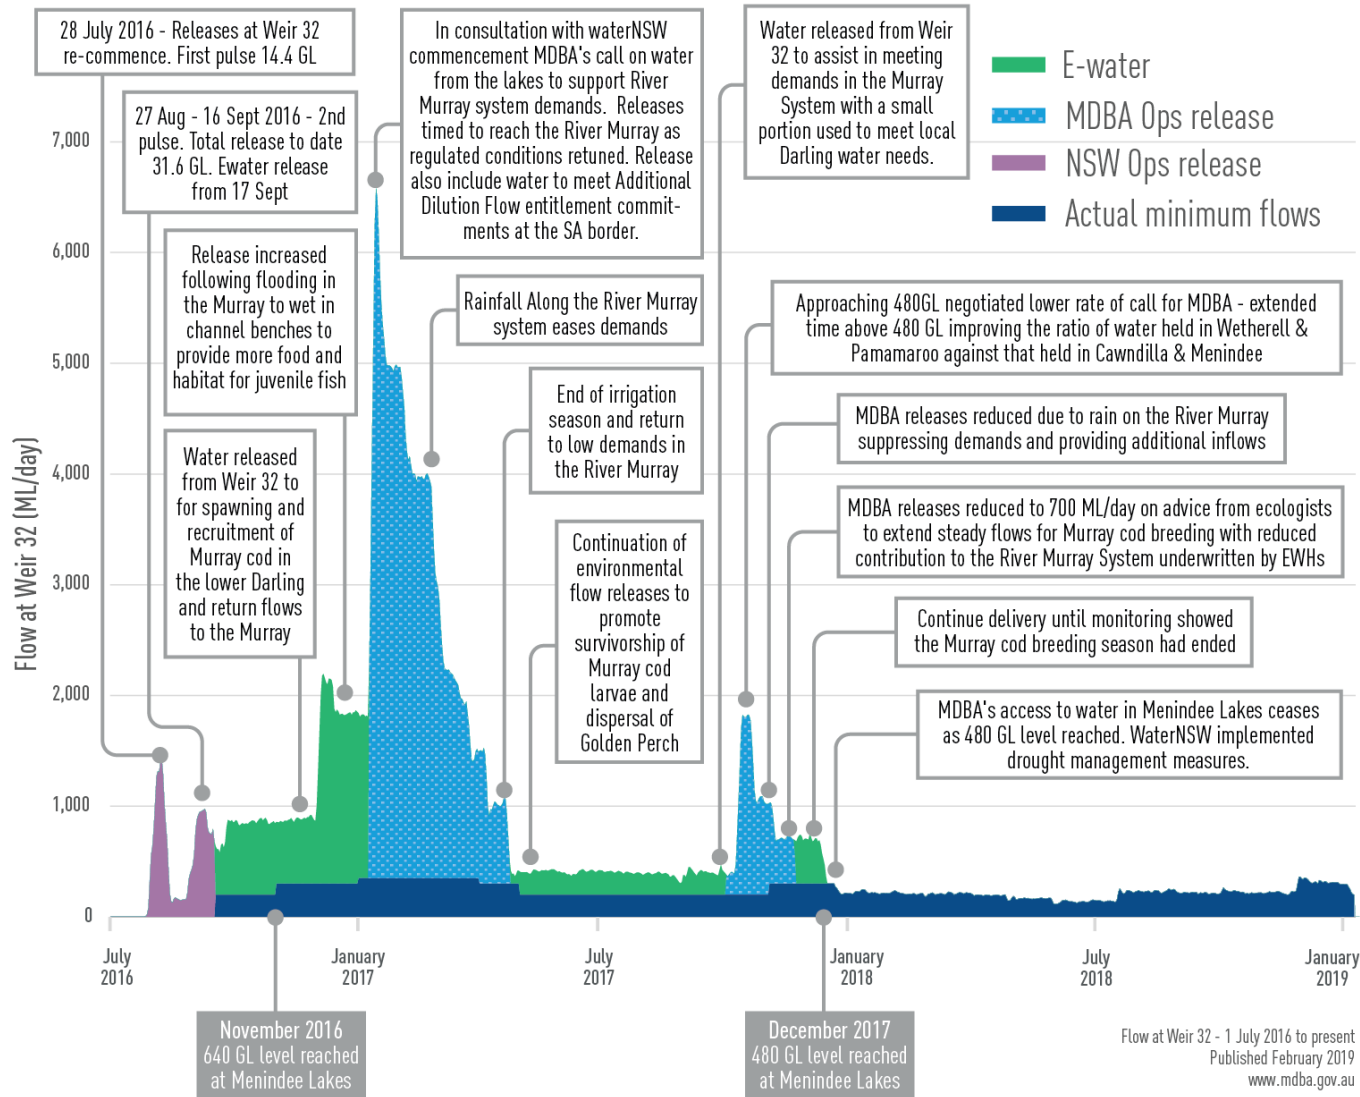 28 July 2016 - Releases at Weir 32
re-commence. First pulse 14.4 GL
27 Aug - 16 Sept 2016 - 2nd
pulse. Total release to date
31.6 GL. Ewater release
from 17 Sept
Release increased
following flooding in
the Murray to wet in
channel benches to
provide more food and
habitat for juvenile fish
Water released
from Weir 32 to
for spawning and
recruitment of
Murray cod in
the lower Darling
and return flows
to the Murray
In consultation with waterNSW
commencement MDBA's call on water
from the lakes to support River
Murray system demands. Releases
timed to reach the River Murray as
regulated conditions retuned. Release
also include water to meet Additional
Dilution Flow entitlement commit-
ments at the SA border.
Rainfall Along the River Murray
system eases demands
End of irrigation
season and return
to low demands in
the River Murray
Continuation of
environmental
flow releases to
promote
survivorship of
Murray cod
larvae and
dispersal of
Golden Perch
Water released from Weir
32 to assist in meeting
demands in the Murray
System with a small
portion used to meet local
Darling water needs.
E-water
MDBA Ops release
NSW Ops release
Actual minimum flows
Approaching 480GL negotiated lower rate of call for MDBA - extended
time above 480 GL improving the ratio of water held in Wetherell &
Pamamaroo against that held in Cawndilla & Menindee
MDBA releases reduced due to rain on the River Murray
suppressing demands and providing additional inflows
MDBA releases reduced to 700 ML/day on advice from ecologists
to extend steady flows for Murray cod breeding with reduced
contribution to the River Murray System underwritten by EWHs
Continue delivery until monitoring showed
the Murray cod breeding season had ended
MDBA's access to water in Menindee Lakes ceases
as 480 GL level reached. WaterNSW implemented
drought management measures.
Flow at Weir 32 (ML/day)
7,000
6,000
5,000
4,000
3,000
2,000
1,000
0
July
2016
January
2017
July
2017
January
2018
July
2018
January
2019
November 2016
640 GL level reached
at Menindee Lakes
December 2017
480 GL level reached
at Menindee Lakes
Flow at Weir 32 - 1 July 2016 to present
Published February 2019
www.mdba.gov.au